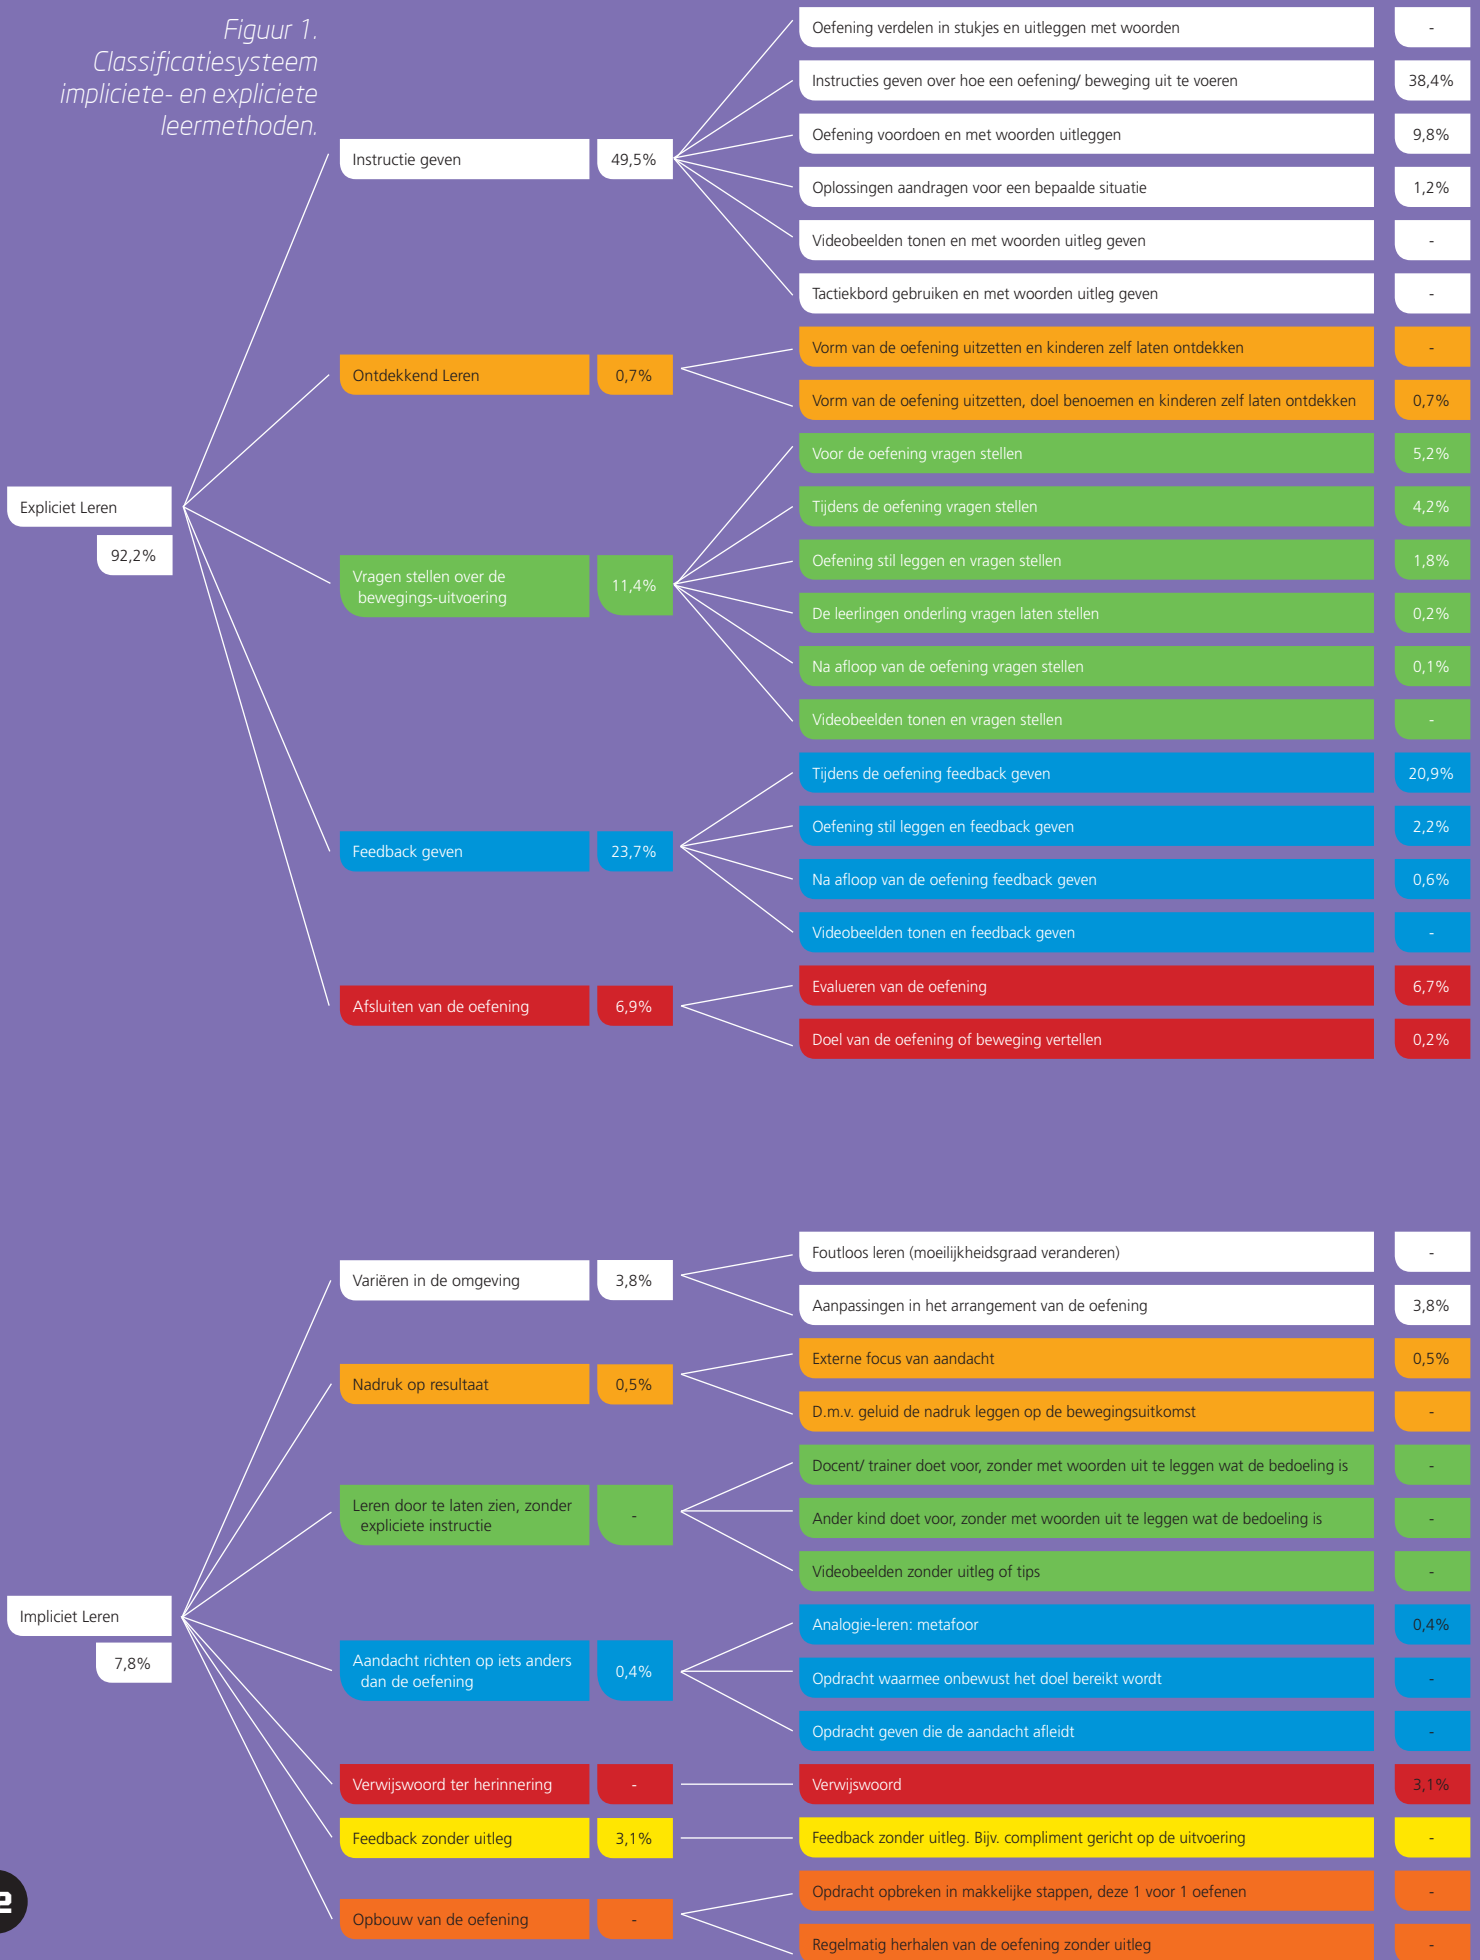 Figuur 1.
Classificatiesysteem
impliciete- en expliciete
leermethoden.
Expliciet Leren
92,2%
Instructie geven
49,5%
Oefening verdelen in stukjes en uitleggen met woorden
-
Instructies geven over hoe een oefening/ beweging uit te voeren
38,4%
Oefening voordoen en met woorden uitleggen
9,8%
Oplossingen aandragen voor een bepaalde situatie
1,2%
Videobeelden tonen en met woorden uitleg geven
-
Tactiekbord gebruiken en met woorden uitleg geven
-
Ontdekkend Leren
0,7%
Vorm van de oefening uitzetten en kinderen zelf laten ontdekken
-
Vorm van de oefening uitzetten, doel benoemen en kinderen zelf laten ontdekken
0,7%
Vragen stellen over de
bewegings-uitvoering
11,4%
Voor de oefening vragen stellen
5,2%
Tijdens de oefening vragen stellen
4,2%
Oefening stil leggen en vragen stellen
1,8%
De leerlingen onderling vragen laten stellen
0,2%
Na afloop van de oefening vragen stellen
0,1%
Videobeelden tonen en vragen stellen
-
Feedback geven
23,7%
Tijdens de oefening feedback geven
20,9%
Oefening stil leggen en feedback geven
2,2%
Na afloop van de oefening feedback geven
0,6%
Videobeelden tonen en feedback geven
-
Afsluiten van de oefening
6,9%
Evalueren van de oefening
6,7%
Doel van de oefening of beweging vertellen
0,2%
Impliciet Leren
7,8%
Variëren in de omgeving
3,8%
Foutloos leren (moeilijkheidsgraad veranderen)
-
Aanpassingen in het arrangement van de oefening
3,8%
Nadruk op resultaat
0,5%
Externe focus van aandacht
0,5%
D.m.v. geluid de nadruk leggen op de bewegingsuitkomst
-
Leren door te laten zien, zonder
expliciete instructie
-
Docent/ trainer doet voor, zonder met woorden uit te leggen wat de bedoeling is
-
Ander kind doet voor, zonder met woorden uit te leggen wat de bedoeling is
-
Videobeelden zonder uitleg of tips
-
Aandacht richten op iets anders
dan de oefening
0,4%
Analogie-leren: metafoor
0,4%
Opdracht waarmee onbewust het doel bereikt wordt
-
Opdracht geven die de aandacht afleidt
-
Verwijswoord ter herinnering
-
Verwijswoord
3,1%
Feedback zonder uitleg
3,1%
Feedback zonder uitleg. Bijv. compliment gericht op de uitvoering
-
Opbouw van de oefening
-
Opdracht opbreken in makkelijke stappen, deze 1 voor 1 oefenen
-
Regelmatig herhalen van de oefening zonder uitleg
-